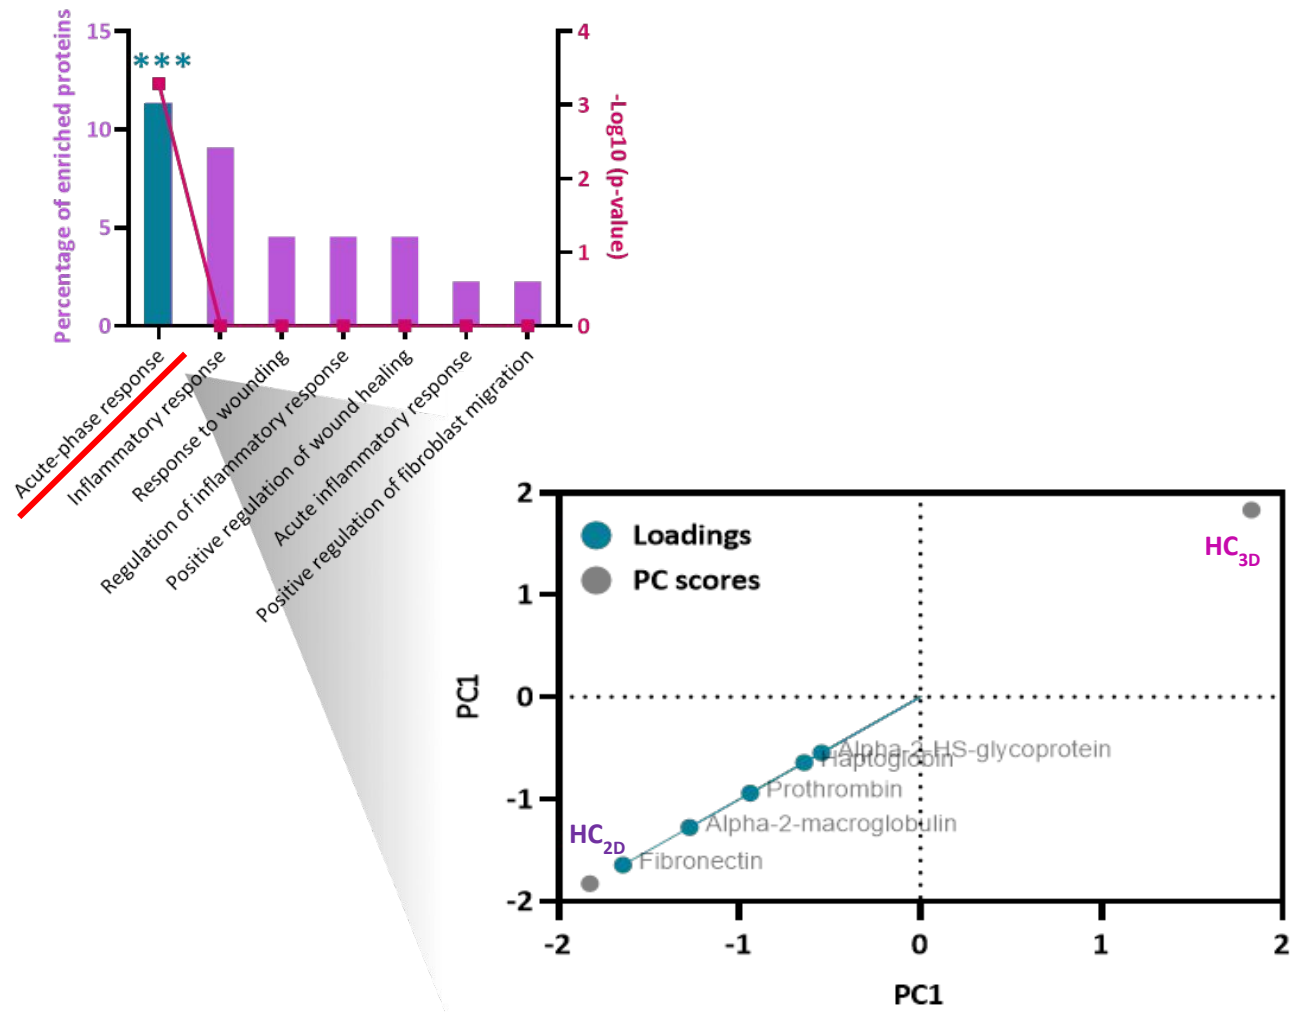 15
10
5
0
Percentage of enriched proteins
***
4
3
2
1
0
-Log10 (p-value)
Acute-phase response
Inflammatory response
Response to wounding
Regulation of inflammatory response
Positive regulation of wound healing
Acute inflammatory response
Positive regulation of fibroblast migration
2
1
0
-1
-2
PC1
Loadings
PC scores
HC3D
Alpha-2-HS-glycoprotein
Haptoglobin
Prothrombin
Alpha-2-macroglobulin
HC2D
Fibronectin
-2
-1
0
1
2
PC1